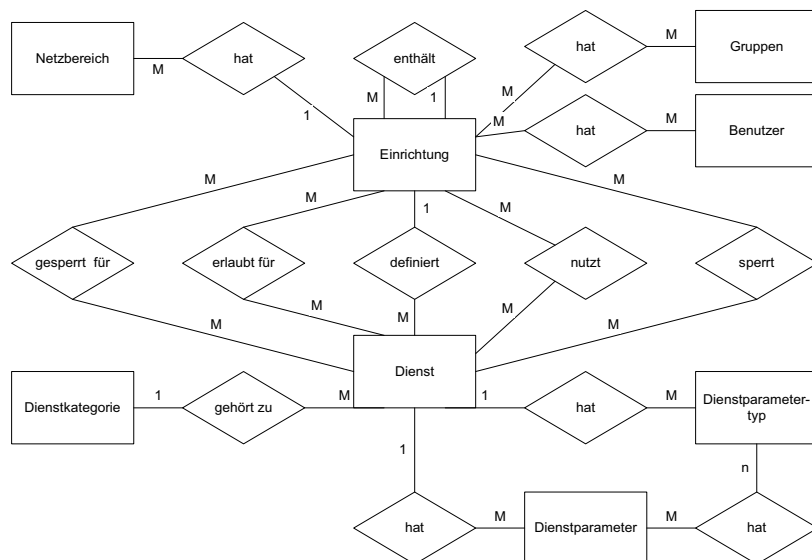 hat
M
Gruppen
Netzbereich
M
hat
enthält
M
M
1
M
1
M
hat
M
Benutzer
Einrichtung
M
M
1
M
M
gesperrt für
erlaubt für
definiert
nutzt
sperrt
M
M
M
M
M
Dienst
Dienstkategorie
1
gehört zu
M
1
hat
M
Dienstparameter-
typ
1
n
hat
M
Dienstparameter
M
hat